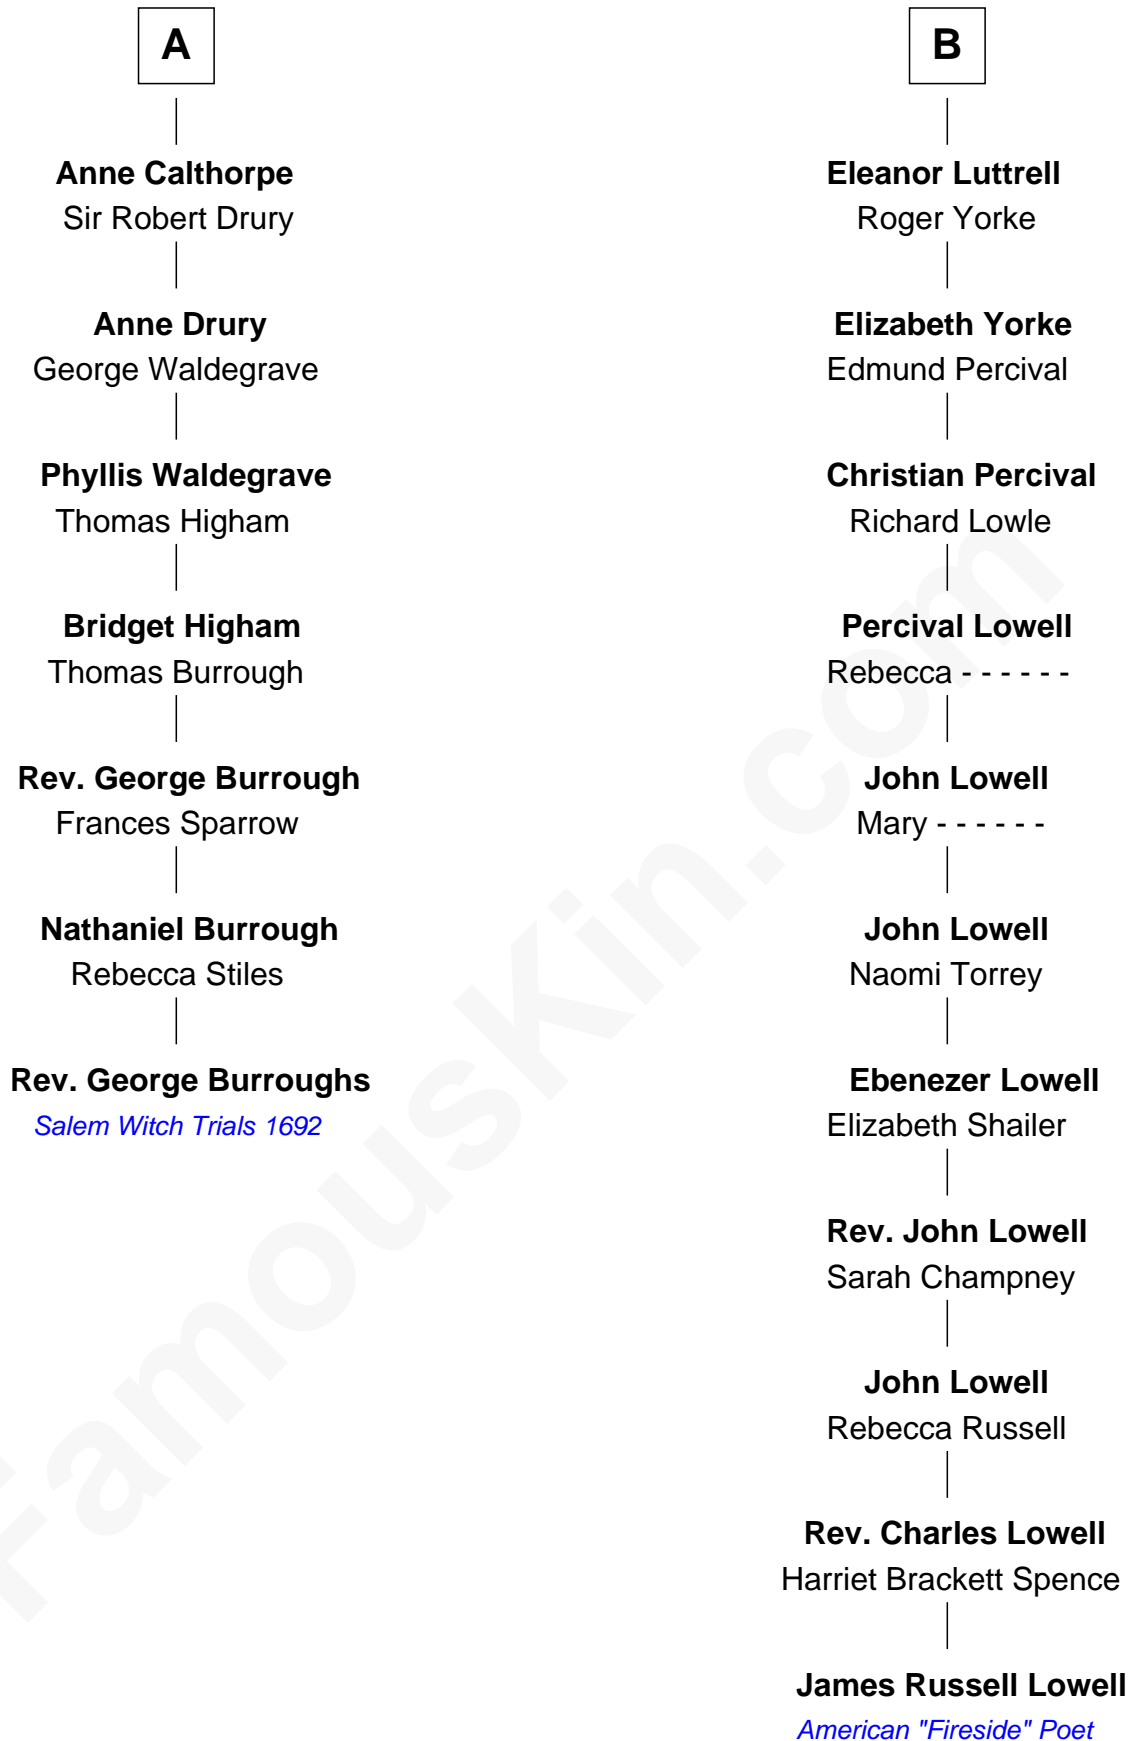 A
Anne Calthorpe
Sir Robert Drury
Anne Drury
George Waldegrave
Phyllis Waldegrave
Thomas Higham
Bridget Higham
Thomas Burrough
Rev. George Burrough
Frances Sparrow
Nathaniel Burrough
Rebecca Stiles
Rev. George Burroughs
Salem Witch Trials 1692
B
Eleanor Luttrell
Roger Yorke
Elizabeth Yorke
Edmund Percival
Christian Percival
Richard Lowle
Percival Lowell
Rebecca - - - - - -
John Lowell
Mary - - - - - -
John Lowell
Naomi Torrey
Ebenezer Lowell
Elizabeth Shailer
Rev. John Lowell
Sarah Champney
John Lowell
Rebecca Russell
Rev. Charles Lowell
Harriet Brackett Spence
James Russell Lowell
American "Fireside" Poet
FamousKin.com